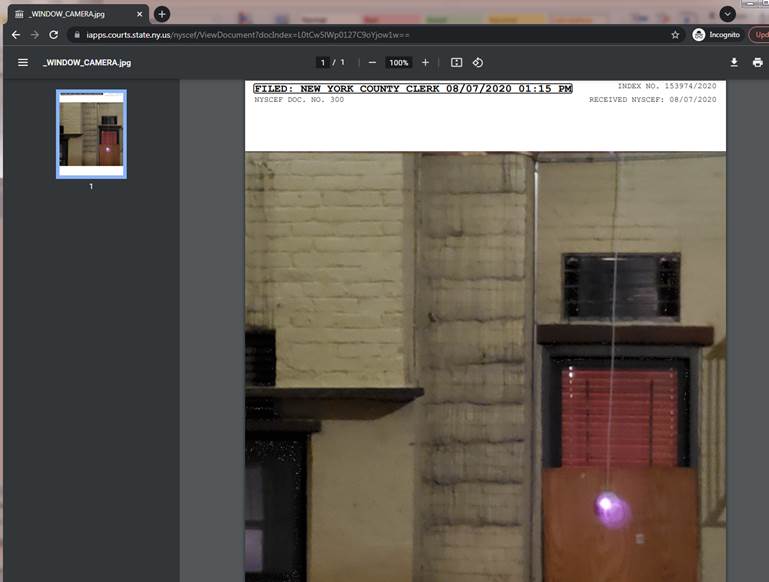 _WINDOW_CAMERA.jpg
iapps.courts.state.ny.us/nyscef/ViewDocument?docIndex=L0tCwSlWp0127C9oYjow1w==
Incognito
Upd
_WINDOW_CAMERA.jpg
1 / 1
100%
FILED: NEW YORK COUNTY CLERK 08/07/2020 01:15 PM
INDEX NO. 153974/2020
NYSCEF DOC. NO. 300
RECEIVED NYSCEF: 08/07/2020
1